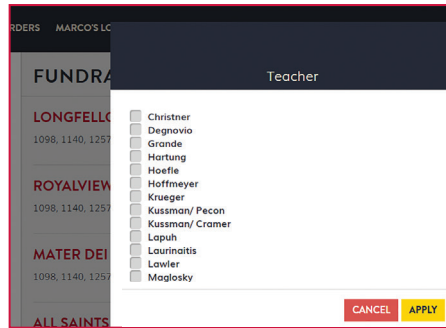 RDERS MARCO'S LO
FUNDRA
LONGFELLO
1098, 1140, 1257
ROYALVIEW
1098, 1140, 1257
MATER DEI
1098, 1140, 1257
ALL SAINTS
Teacher
Christner
Degnovio
Grande
Hartung
Hoefle
Hoffmeyer
Krueger
Kussman/ Pecon
Kussman/ Cramer
Lapuh
Laurinaitis
Lawler
Maglosky
CANCEL APPLY